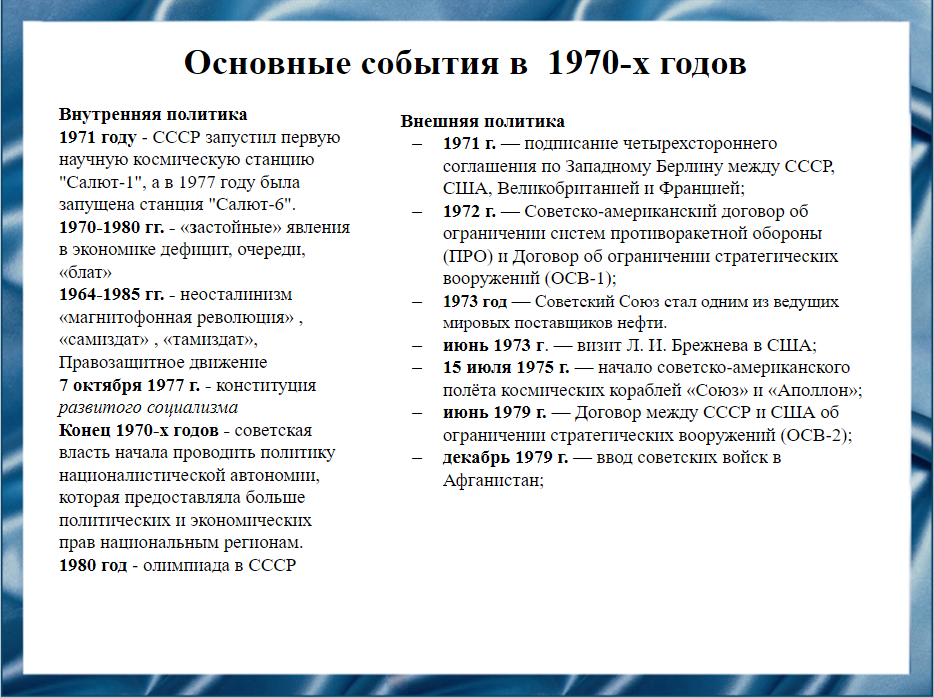 Основные события в  1970-х годов
Внутренняя политика
1971 году - СССР запустил первую
научную космическую станцию
"Салют-1", а в 1977 году была
запущена станция "Салют-6".
1970-1980 гг. - «застойные» явления
в экономике дефицит, очереди,
«блат»
1964-1985 гг. - неосталинизм
«магнитофонная революция» ,
«самиздат» , «тамиздат»,
Правозащитное движение
7 октября 1977 г. - конституция
развитого социализма
Конец 1970-х годов - советская
власть начала проводить политику
националистической автономии,
которая предоставляла больше
политических и экономических
прав национальным регионам.
1980 год - олимпиада в СССР
Внешняя политика
– 1971 г. — подписание четырехстороннего
соглашения по Западному Берлину между СССР,
США, Великобританией и Францией;
– 1972 г. — Советско-американский договор об
ограничении систем противоракетной обороны
(ПРО) и Договор об ограничении стратегических
вооружений (ОСВ-1);
– 1973 год — Советский Союз стал одним из ведущих
мировых поставщиков нефти.
– июнь 1973 г. — визит Л. И. Брежнева в США;
– 15 июля 1975 г. — начало советско-американского
полёта космических кораблей «Союз» и «Аполлон»;
– июнь 1979 г. — Договор между СССР и США об
ограничении стратегических вооружений (ОСВ-2);
– декабрь 1979 г. — ввод советских войск в
Афганистан;